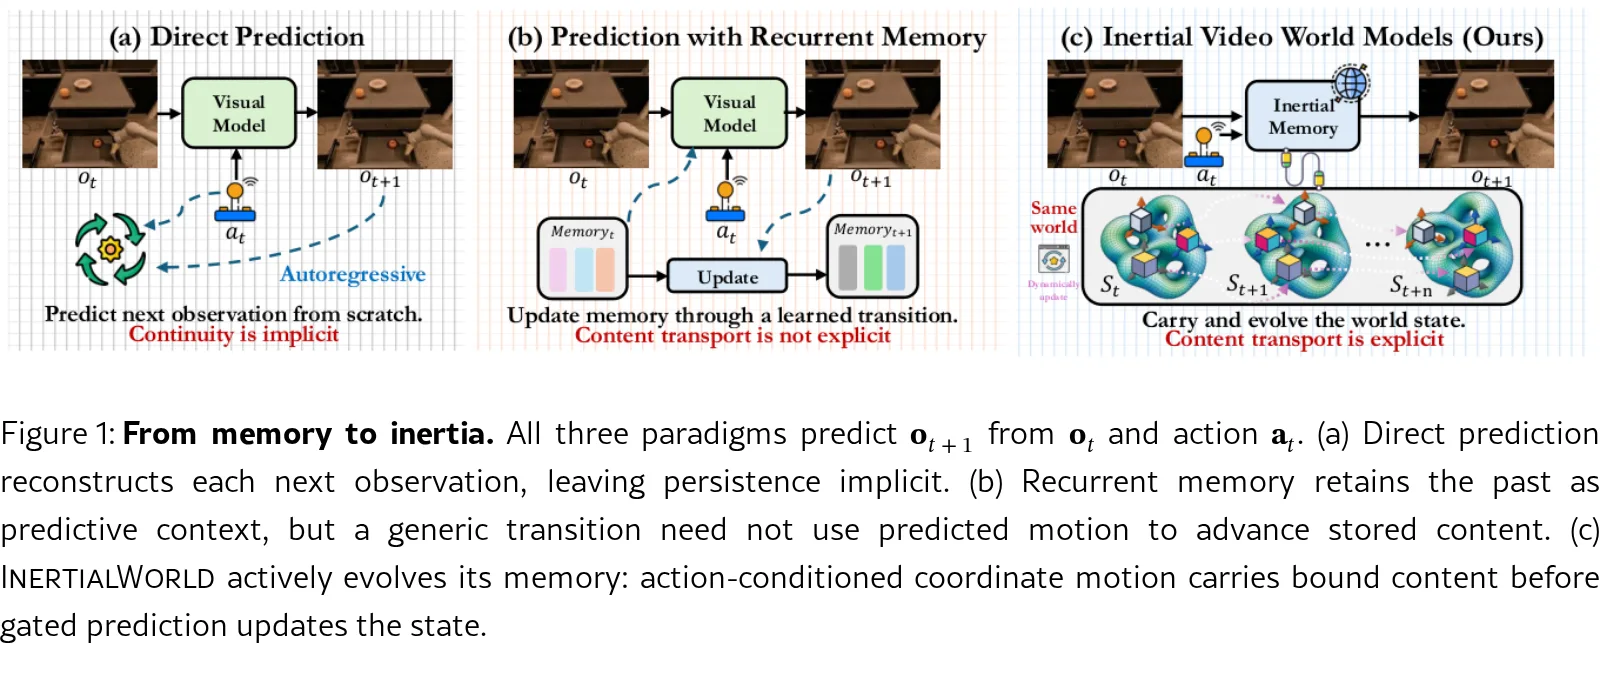 (a) Direct Prediction
Visual
Model
o_t
o_{t+1}
a_t
Autoregressive
Predict next observation from scratch.
Continuity is implicit
(b) Prediction with Recurrent Memory
Visual
Model
o_t
o_{t+1}
Memory_t
a_t
Memory_{t+1}
Update
Update memory through a learned transition.
Content transport is not explicit
(c) Inertial Video World Models (Ours)
Inertial
Memory
o_t
a_t
o_{t+1}
Same
world
Dynamically
update
S_t
S_{t+1}
...
S_{t+n}
Carry and evolve the world state.
Content transport is explicit
Figure 1: From memory to inertia. All three paradigms predict o_{t+1} from o_t and action a_t. (a) Direct prediction
reconstructs each next observation, leaving persistence implicit. (b) Recurrent memory retains the past as
predictive context, but a generic transition need not use predicted motion to advance stored content. (c)
INERTIALWORLD actively evolves its memory: action-conditioned coordinate motion carries bound content before
gated prediction updates the state.